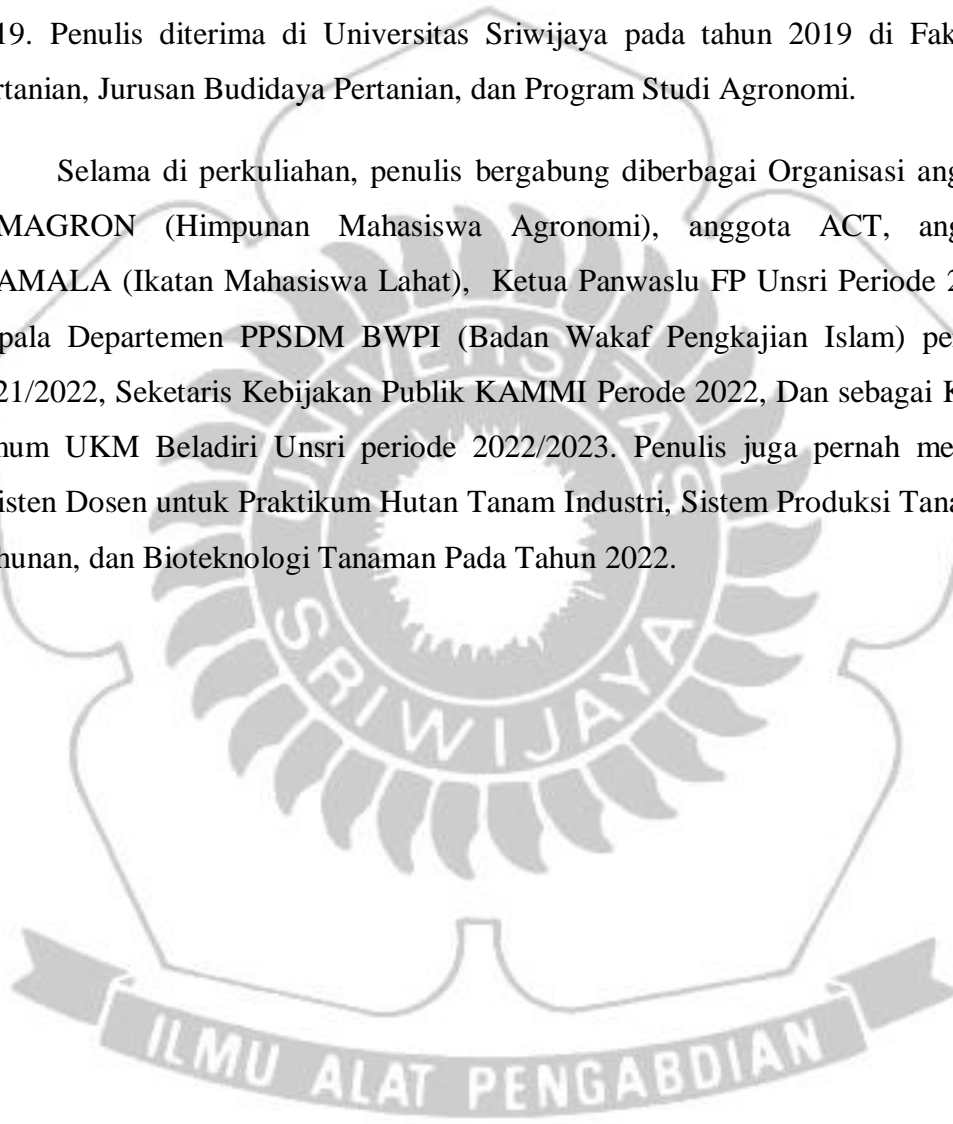 19. Penulis diterima di Universitas Sriwijaya pada tahun 2019 di Fak
rtanian, Jurusan Budidaya Pertanian, dan Program Studi Agronomi.
Selama di perkuliahan, penulis bergabung diberbagai Organisasi ang
MAGRON (Himpunan Mahasiswa Agronomi), anggota ACT, ang
AMALA (Ikatan Mahasiswa Lahat), Ketua Panwaslu FP Unsri Periode 2
pala Departemen PPSDM BWPI (Badan Wakaf Pengkajian Islam) pe
21/2022, Seketaris Kebijakan Publik KAMMI Perode 2022, Dan sebagai K
num UKM Beladiri Unsri periode 2022/2023. Penulis juga pernah me
isten Dosen untuk Praktikum Hutan Tanam Industri, Sistem Produksi Tana
hunan, dan Bioteknologi Tanaman Pada Tahun 2022.
UNIVERSITAS
SRIWIJAYA
ILMU ALAT PENGABDIAN